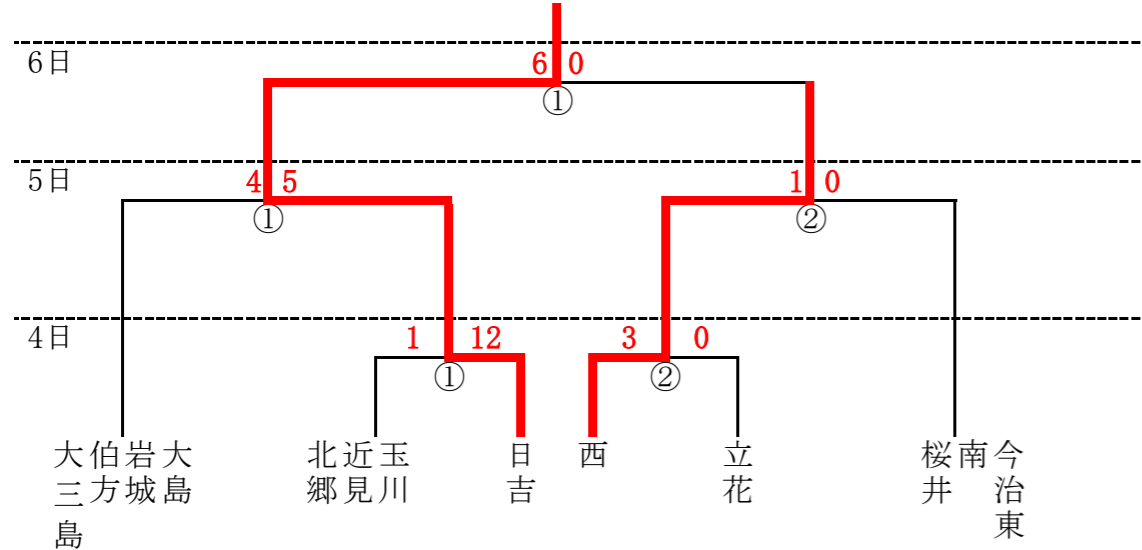 6日
6 0
①
5日
4 5
①
1 0
②
4日
1 12
①
3 0
②
大三島
伯方
岩城
大島
北郷
近見
玉川
日吉
西
立花
桜井
南
今治東